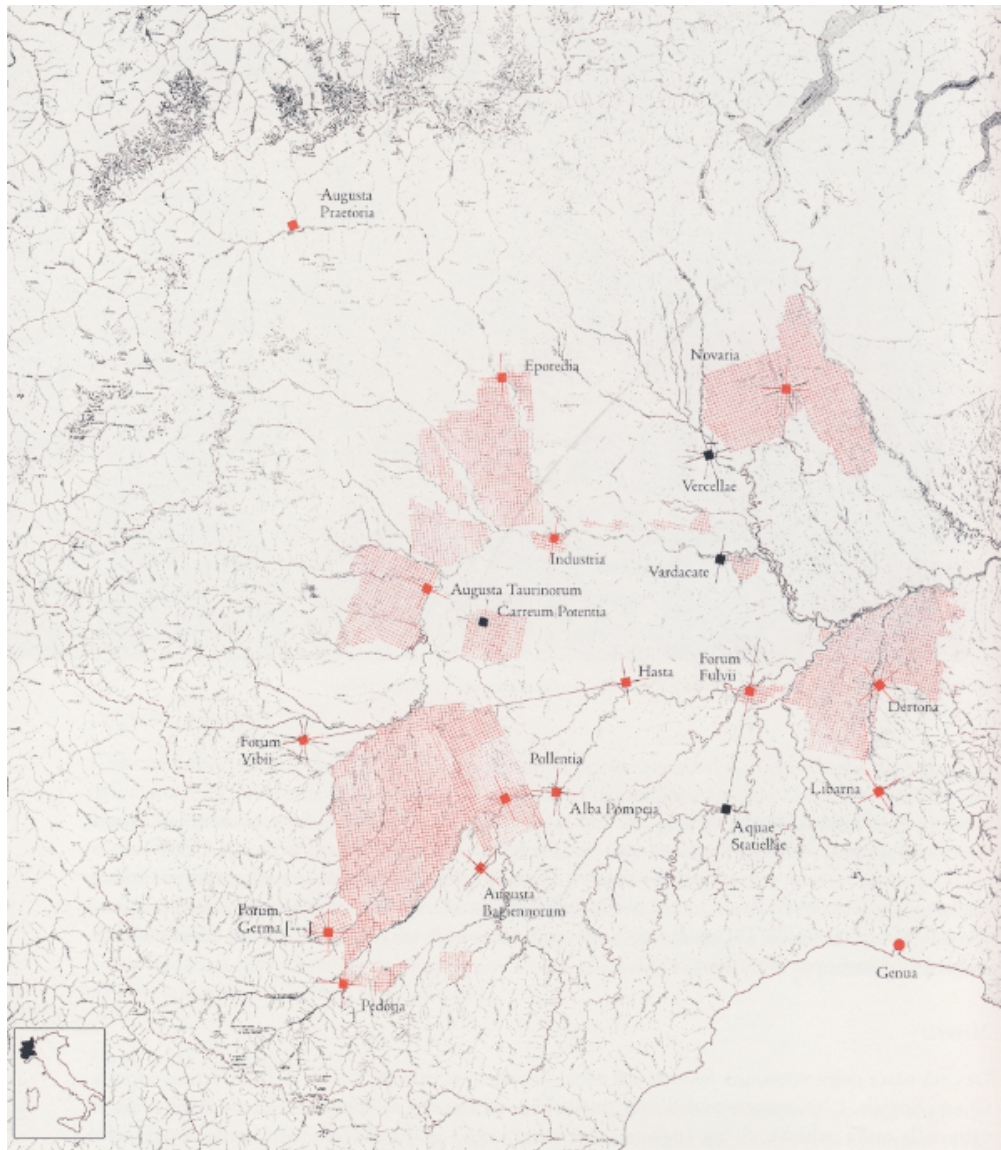 Augusta
Praetoria
Eporedia
Novaria
Vercellae
Industria
Vardacate
Augusta Taurinorum
Carreum Potentia
Hasta
Forum
Fulvii
Dertona
Forum
Vibii
Pollentia
Alba Pompeia
Libarna
Aquae
Statiellae
Augusta
Bagiennorum
Forum
Germa [---]
Genua
Pedona